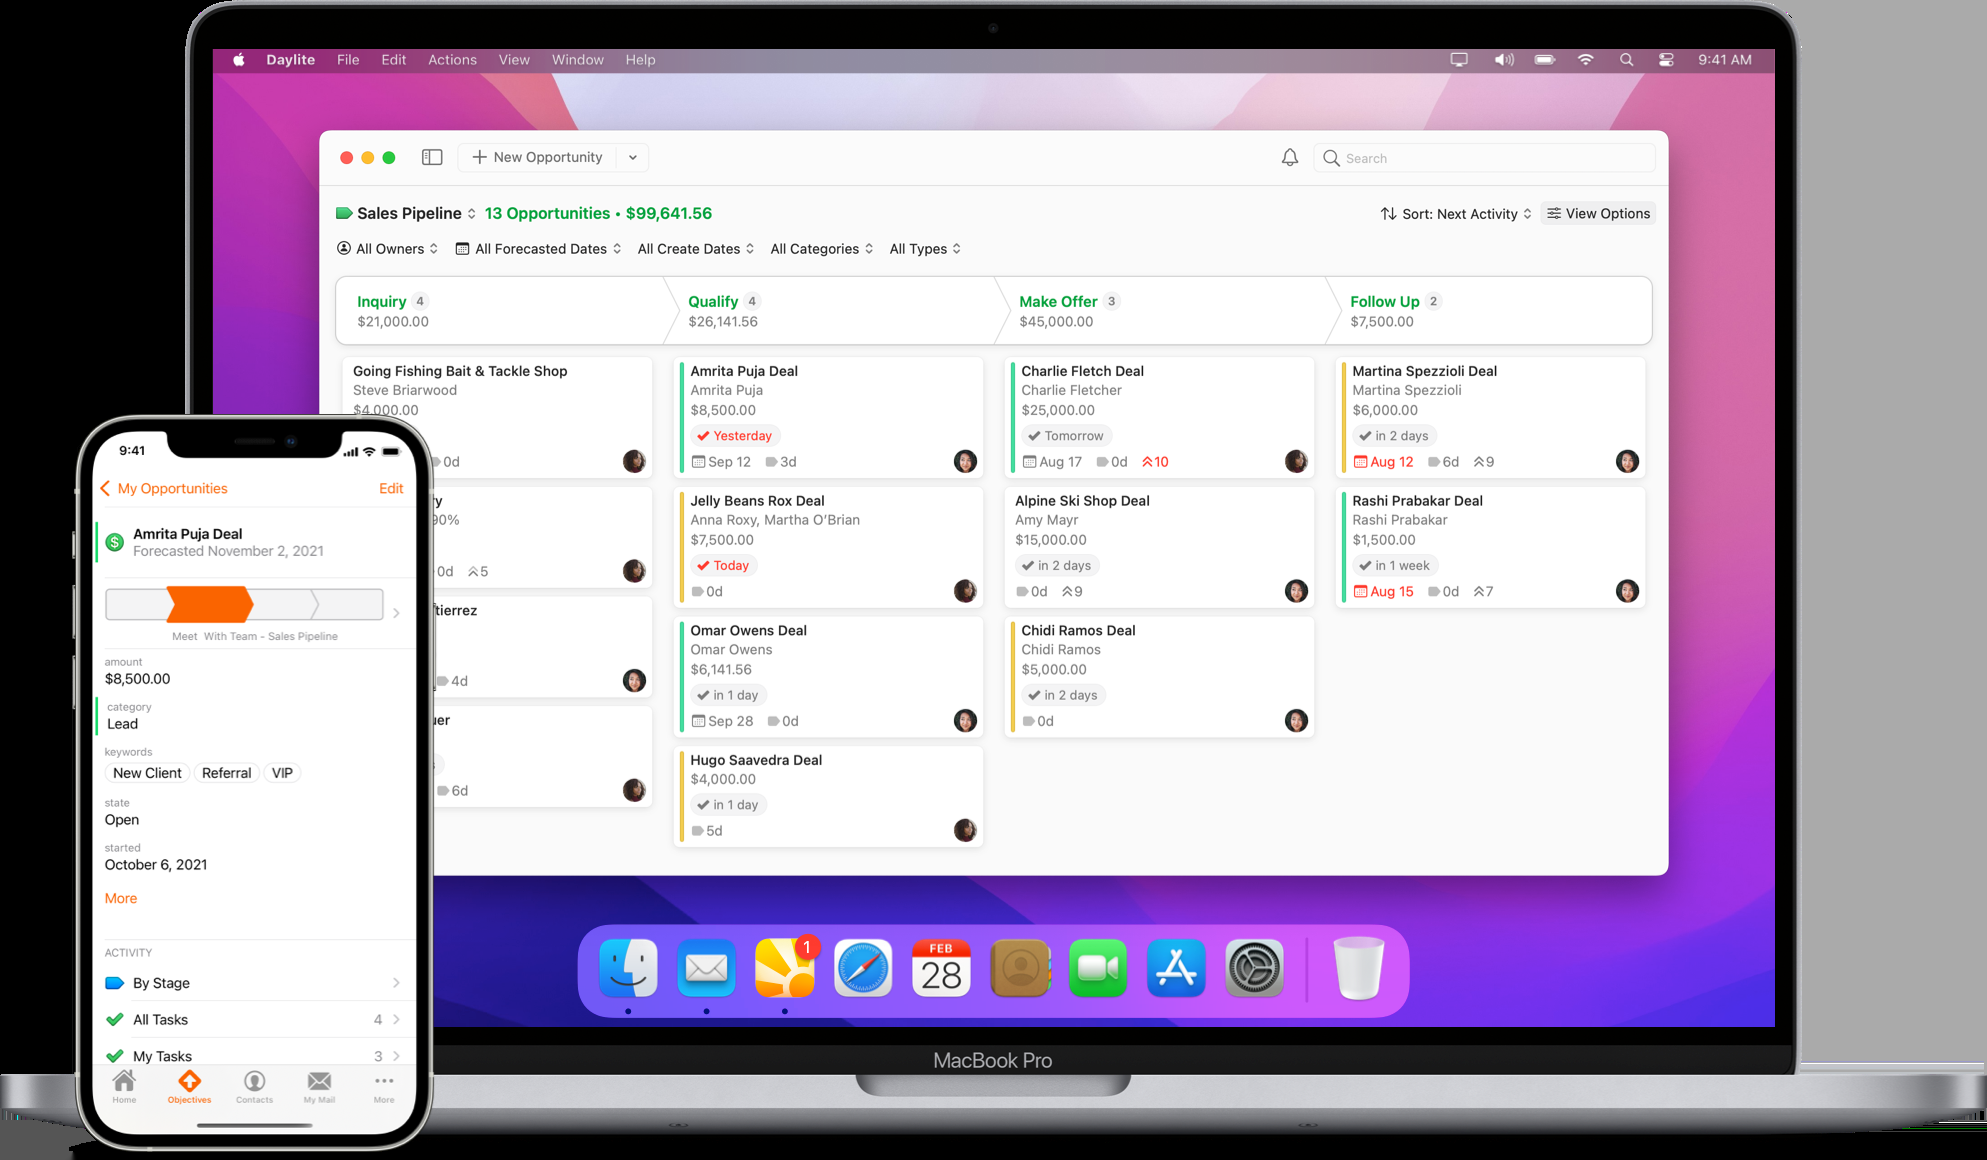 Daylite File Edit Actions View Window Help 9:41 AM
New Opportunity
Search
Sales Pipeline 13 Opportunities • $99,641.56
Sort: Next Activity View Options
All Owners All Forecasted Dates All Create Dates All Categories All Types
Inquiry 4
$21,000.00
Qualify 4
$26,141.56
Make Offer 3
$45,000.00
Follow Up 2
$7,500.00
Going Fishing Bait & Tackle Shop
Steve Briarwood
$4,000.00
0d
ry
90%
0d 5
tierrez
4d
uer
6d
Amrita Puja Deal
Amrita Puja
$8,500.00
Yesterday
Sep 12 3d
Jelly Beans Rox Deal
Anna Roxy, Martha O’Brian
$7,500.00
Today
0d
Omar Owens Deal
Omar Owens
$6,141.56
in 1 day
Sep 28 0d
Hugo Saavedra Deal
$4,000.00
in 1 day
5d
Charlie Fletch Deal
Charlie Fletcher
$25,000.00
Tomorrow
Aug 17 0d 10
Alpine Ski Shop Deal
Amy Mayr
$15,000.00
in 2 days
0d 9
Chidi Ramos Deal
Chidi Ramos
$5,000.00
in 2 days
0d
Martina Spezzioli Deal
Martina Spezzioli
$6,000.00
in 2 days
Aug 12 6d 9
Rashi Prabakar Deal
Rashi Prabakar
$1,500.00
in 1 week
Aug 15 0d 7
1
FEB
28
MacBook Pro
9:41
My Opportunities Edit
$ Amrita Puja Deal
Forecasted November 2, 2021
Meet With Team - Sales Pipeline
amount
$8,500.00
category
Lead
keywords
New Client Referral VIP
state
Open
started
October 6, 2021
More
ACTIVITY
By Stage
All Tasks 4
My Tasks 3
Home Objectives Contacts My Mail More